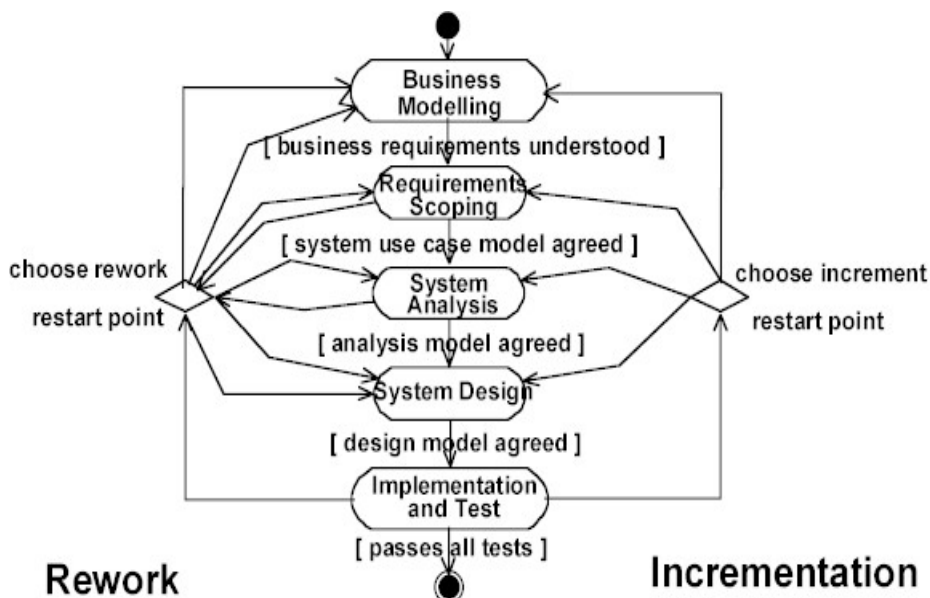 Business
Modelling
[ business requirements understood ]
Requirements
Scoping
[ system use case model agreed ]
choose rework
restart point
System
Analysis
choose increment
restart point
[ analysis model agreed ]
System Design
[ design model agreed ]
Implementation
and Test
[ passes all tests ]
Rework
Incrementation